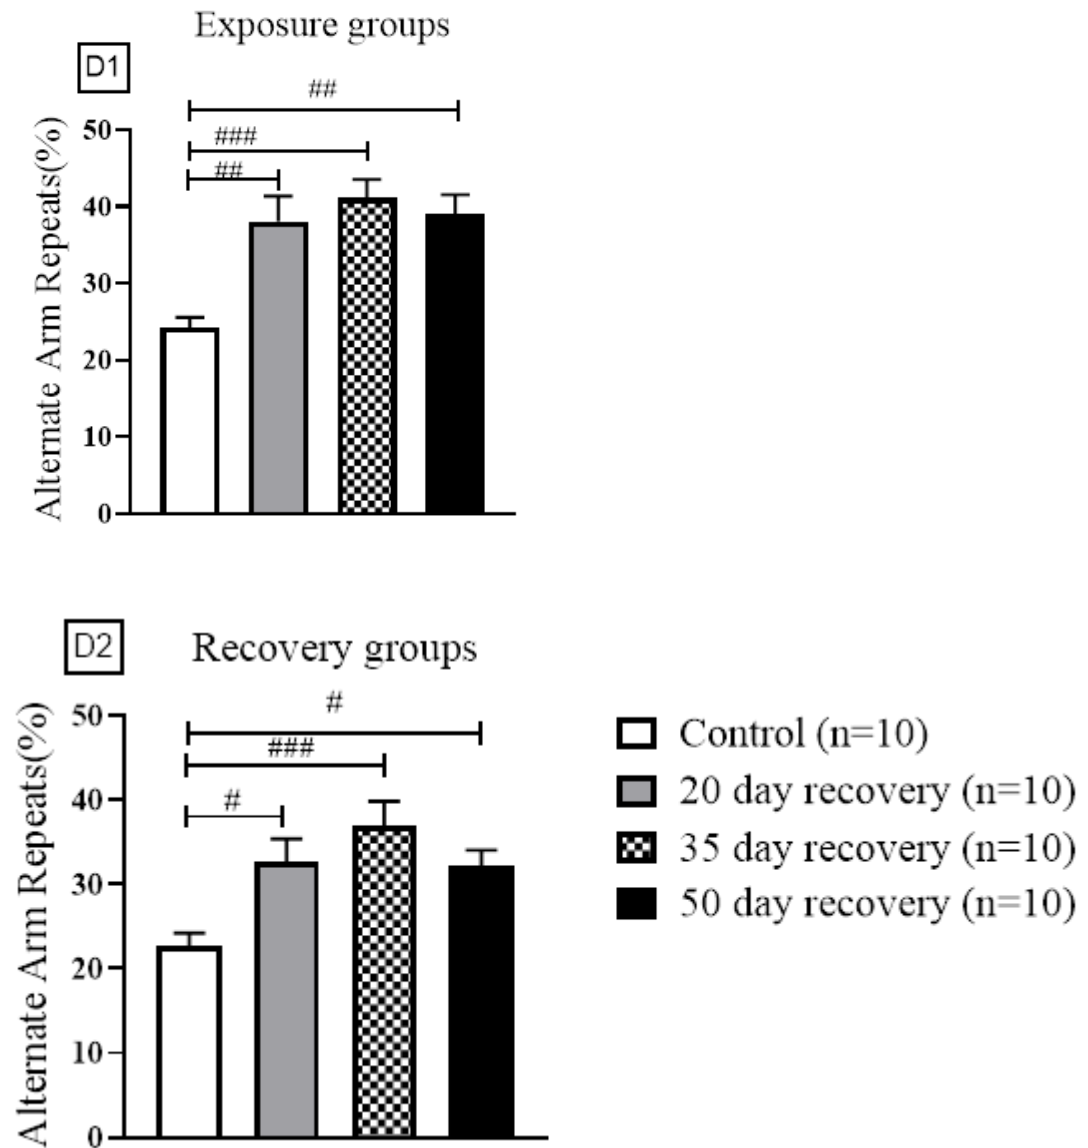 Exposure groups
D1
##
###
##
Alternate Arm Repeats(%)
50
40
30
20
10
0
D2
Recovery groups
#
###
#
Alternate Arm Repeats(%)
50
40
30
20
10
0
Control (n=10)
20 day recovery (n=10)
35 day recovery (n=10)
50 day recovery (n=10)